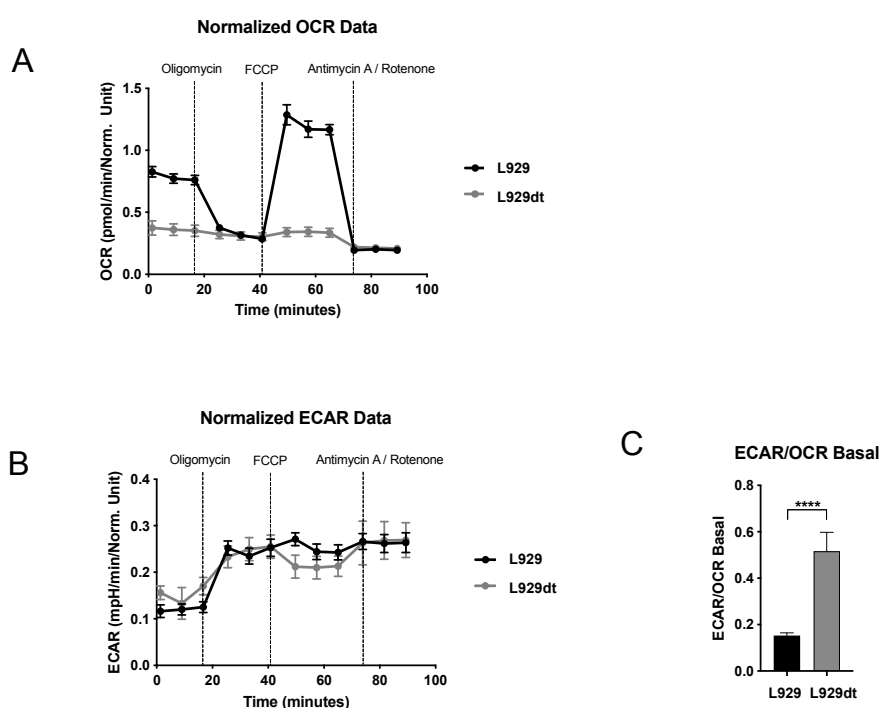 A
Normalized OCR Data
Oligomycin FCCP Antimycin A / Rotenone
OCR (pmol/min/Norm. Unit)
1.5
1.0
0.5
0.0
0 20 40 60 80 100
Time (minutes)
L929
L929dt
B
Normalized ECAR Data
Oligomycin FCCP Antimycin A / Rotenone
ECAR (mpH/min/Norm. Unit)
0.4
0.3
0.2
0.1
0.0
0 20 40 60 80 100
Time (minutes)
L929
L929dt
C
ECAR/OCR Basal
ECAR/OCR Basal
0.8
0.6
0.4
0.2
0.0
****
L929 L929dt